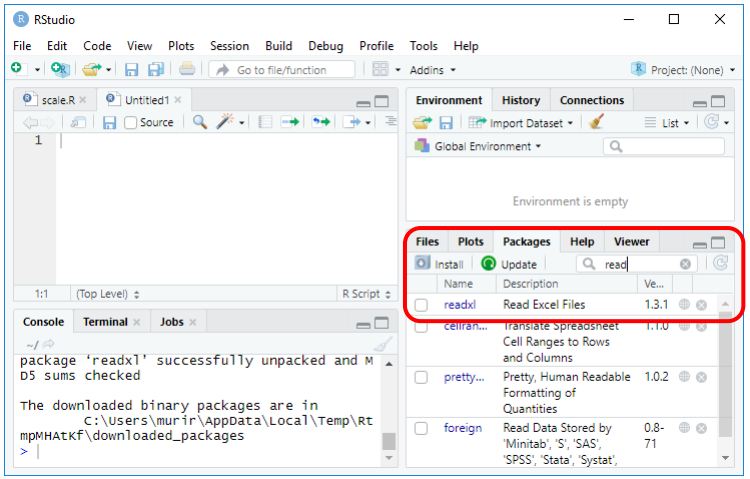 RStudio
File Edit Code View Plots Session Build Debug Profile Tools Help
Go to file/function Addins Project: (None)
scale.R Untitled1
Source
1
1:1 (Top Level) R Script
Console Terminal Jobs
~/
package ‘readxl’ successfully unpacked and M
D5 sums checked
The downloaded binary packages are in
C:\Users\murir\AppData\Local\Temp\Rt
mpMHAtKf\downloaded_packages
>
Environment History Connections
Import Dataset List
Global Environment
Environment is empty
Files Plots Packages Help Viewer
Install Update read
Name Description Ve...
readxl Read Excel Files 1.3.1
cellran... Translate Spreadsheet 1.1.0
Cell Ranges to Rows
and Columns
pretty... Pretty, Human Readable 1.0.2
Formatting of
Quantities
foreign Read Data Stored by 0.8-
'Minitab', 'S', 'SAS', 71
'SPSS', 'Stata', 'Systat',